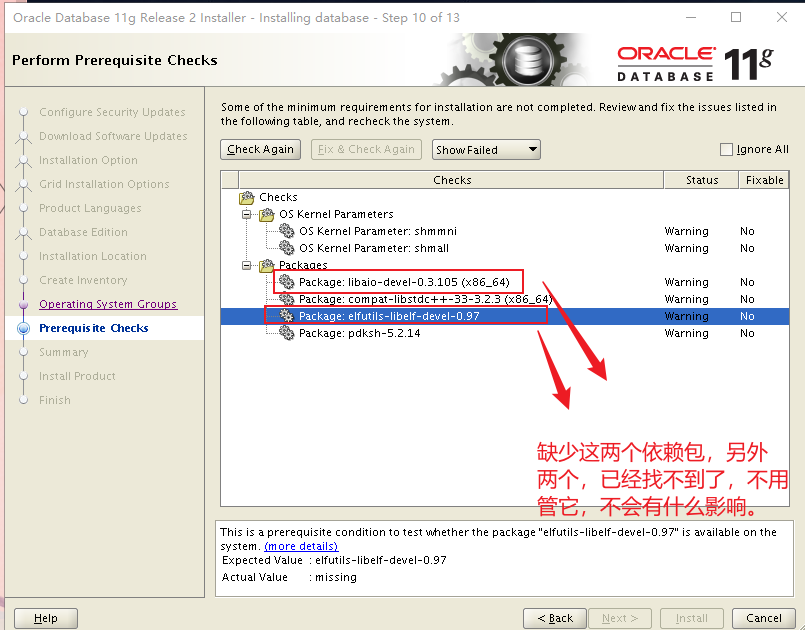 Oracle Database 11g Release 2 Installer - Installing database - Step 10 of 13
Perform Prerequisite Checks
ORACLE
DATABASE 11g
Configure Security Updates
Download Software Updates
Installation Option
Grid Installation Options
Product Languages
Database Edition
Installation Location
Create Inventory
Operating System Groups
Prerequisite Checks
Summary
Install Product
Finish
Some of the minimum requirements for installation are not completed. Review and fix the issues listed in
the following table, and recheck the system.
Check Again Fix & Check Again Show Failed Ignore All
Checks Status Fixable
Checks
OS Kernel Parameters
OS Kernel Parameter: shmmni Warning No
OS Kernel Parameter: shmall Warning No
Packages
Package: libaio-devel-0.3.105 (x86_64) Warning No
Package: compat-libstdc++-33-3.2.3 (x86_64) Warning No
Package: elfutils-libelf-devel-0.97 Warning No
Package: pdksh-5.2.14 Warning No
缺少这两个依赖包，另外
两个，已经找不到了，不用
管它，不会有什么影响。
This is a prerequisite condition to test whether the package "elfutils-libelf-devel-0.97" is available on the
system. (more details)
Expected Value : elfutils-libelf-devel-0.97
Actual Value : missing
Help < Back Next > Install Cancel